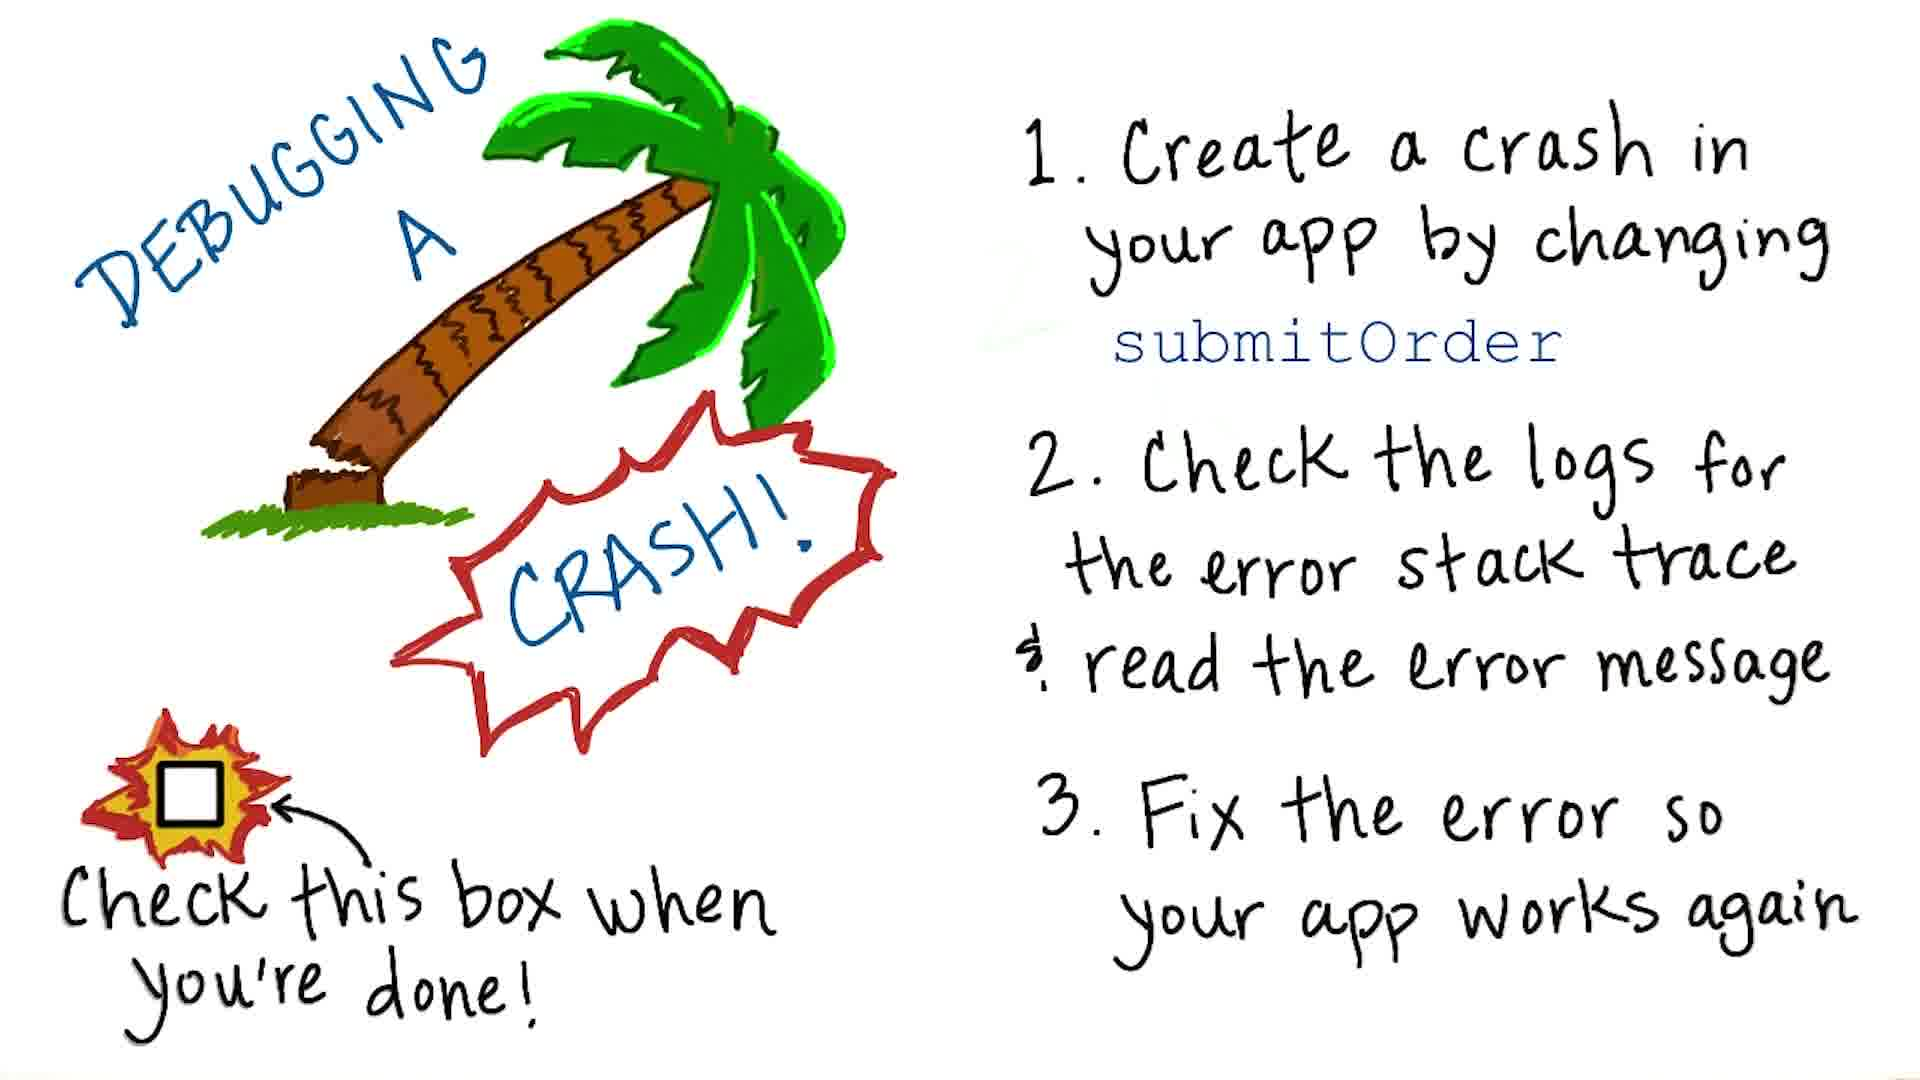 DEBUGGING
A
CRASH!
Check this box when
you're done!
1. Create a crash in
your app by changing
submitOrder
2. Check the logs for
the error stack trace
& read the error message
3. Fix the error so
your app works again